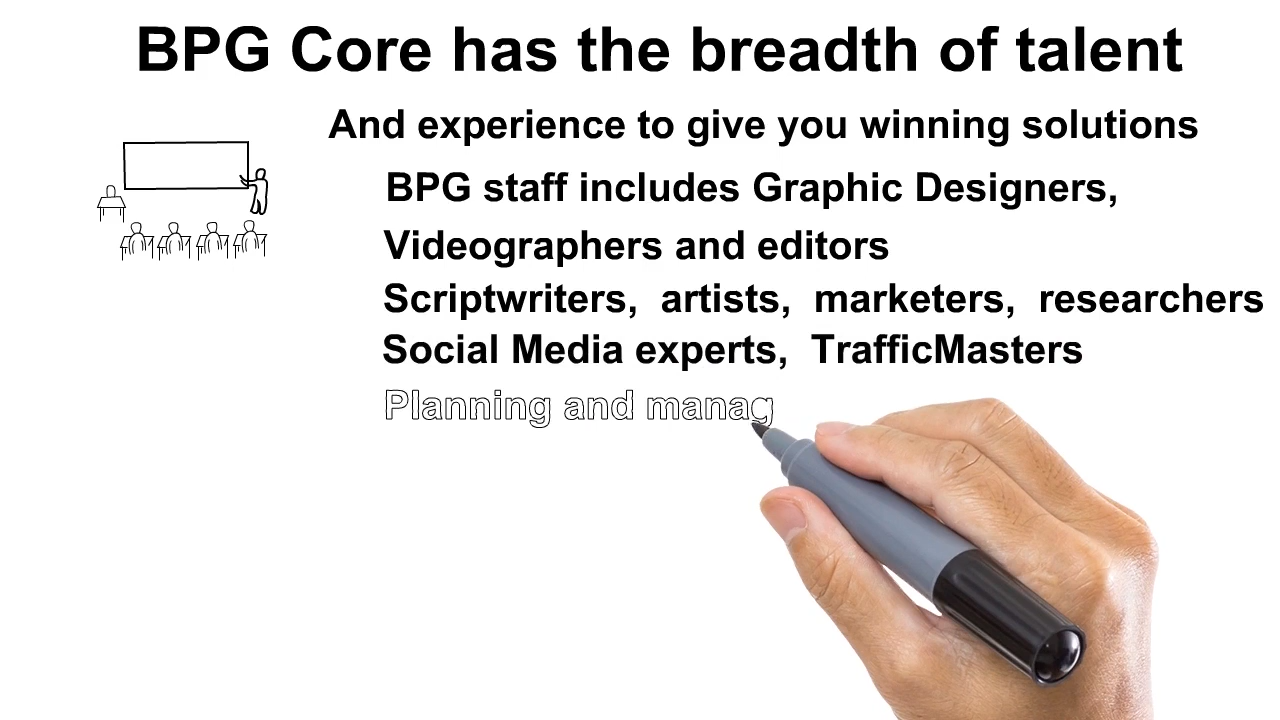 BPG Core has the breadth of talent
And experience to give you winning solutions
BPG staff includes Graphic Designers,
Videographers and editors
Scriptwriters, artists, marketers, researchers
Social Media experts, TrafficMasters
Planning and manag